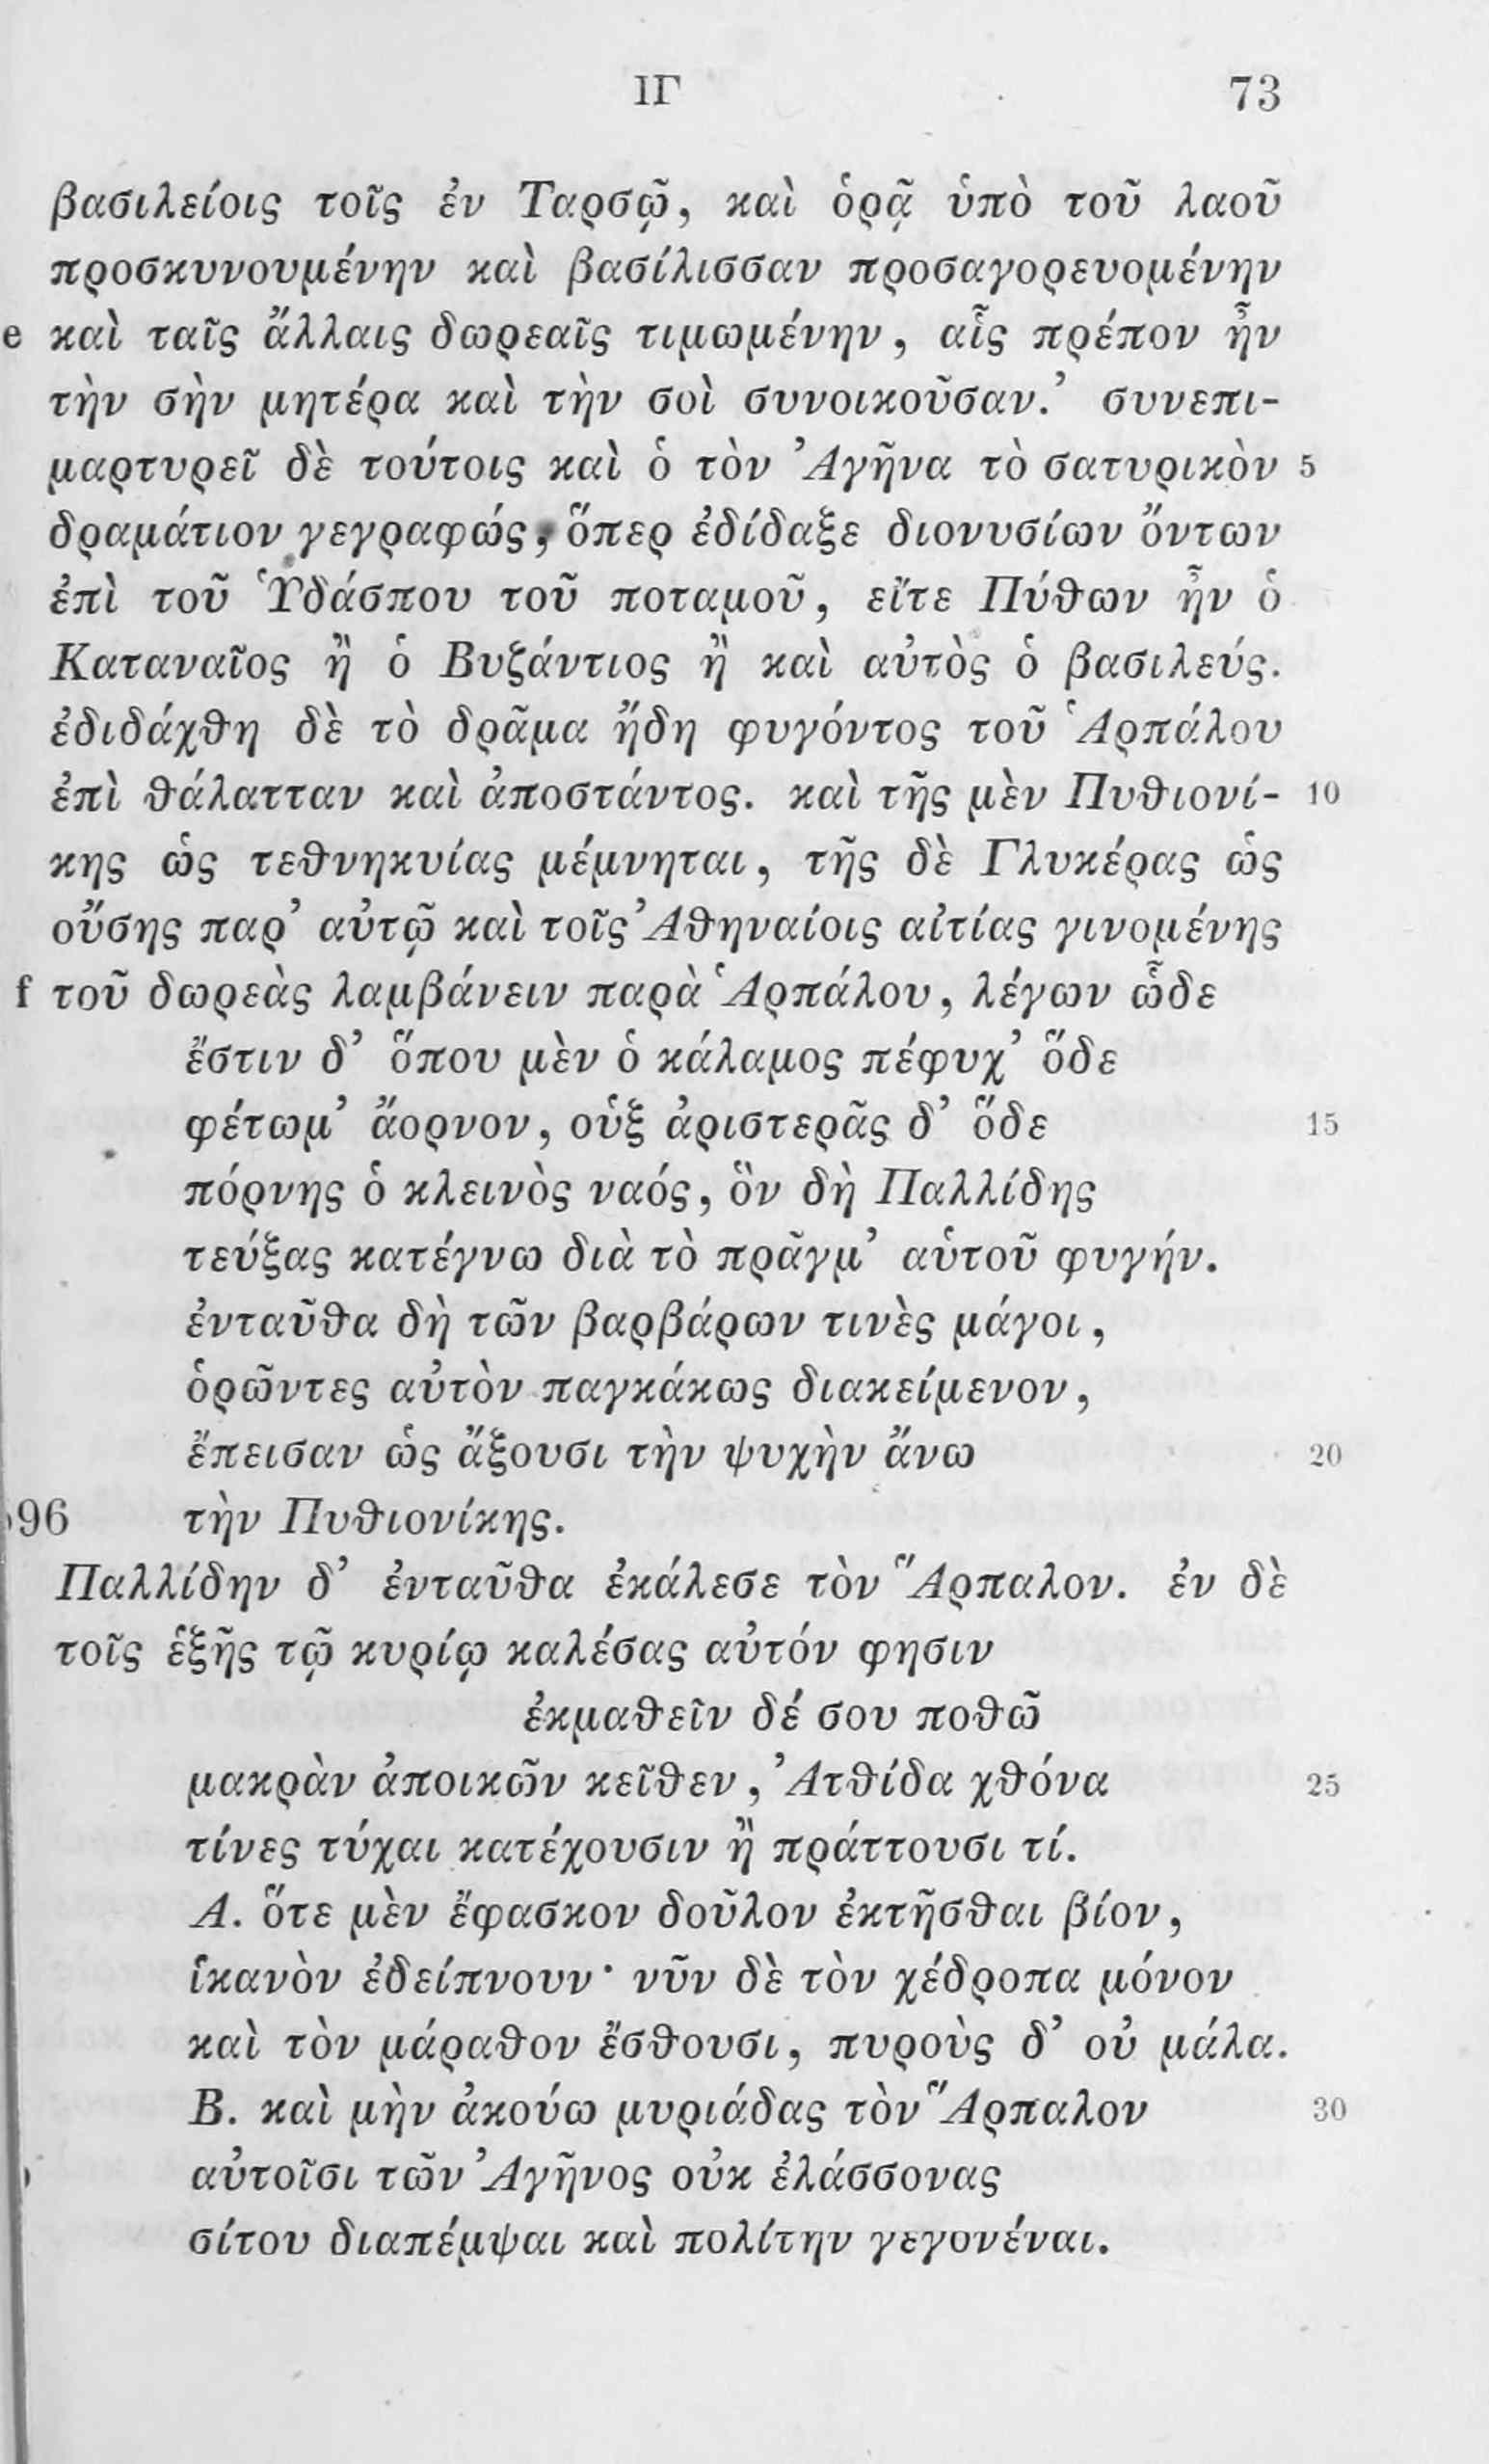 ΙΓ 73
βασιλείοις τοῖς ἐν Ταρσῷ, καὶ ὁρᾷ ὑπὸ τοῦ λαοῦ
προσκυνουμένην καὶ βασίλισσαν προσαγορευομένην
e καὶ ταῖς ἄλλαις δωρεαῖς τιμωμένην, αἷς πρέπον ἦν
τὴν σὴν μητέρα καὶ τὴν σοὶ συνοικοῦσαν.’ συνεπι-
μαρτυρεῖ δὲ τούτοις καὶ ὁ τὸν Ἀγῆνα τὸ σατυρικὸν 5
δραμάτιον γεγραφώς, ὅπερ ἐδίδαξε διονυσίων ὄντων
ἐπὶ τοῦ Ὑδάσπου τοῦ ποταμοῦ, εἴτε Πύθων ἦν ὁ
Καταναῖος ἢ ὁ Βυζάντιος ἢ καὶ αὐτὸς ὁ βασιλεύς.
ἐδιδάχθη δὲ τὸ δρᾶμα ἤδη φυγόντος τοῦ Ἁρπάλου
ἐπὶ θάλατταν καὶ ἀποστάντος. καὶ τῆς μὲν Πυθιονί- 10
κης ὡς τεθνηκυίας μέμνηται, τῆς δὲ Γλυκέρας ὡς
οὔσης παρ’ αὐτῷ καὶ τοῖς Ἀθηναίοις αἰτίας γινομένης
f τοῦ δωρεὰς λαμβάνειν παρὰ Ἁρπάλου, λέγων ὧδε
ἔστιν δ’ ὅπου μὲν ὁ κάλαμος πέφυχ’ ὅδε
φέτωμ’ ἄορνον, οὑξ ἀριστερᾶς δ’ ὅδε 15
πόρνης ὁ κλεινὸς ναός, ὃν δὴ Παλλίδης
τεύξας κατέγνω διὰ τὸ πρᾶγμ’ αὑτοῦ φυγήν.
ἐνταῦθα δὴ τῶν βαρβάρων τινὲς μάγοι,
ὁρῶντες αὐτὸν παγκάκως διακείμενον,
ἔπεισαν ὡς ἄξουσι τὴν ψυχὴν ἄνω 20
96 τὴν Πυθιονίκης.
Παλλίδην δ’ ἐνταῦθα ἐκάλεσε τὸν Ἅρπαλον. ἐν δὲ
τοῖς ἑξῆς τῷ κυρίῳ καλέσας αὐτόν φησιν
ἐκμαθεῖν δέ σου ποθῶ
μακρὰν ἀποικῶν κεῖθεν, Ἀτθίδα χθόνα 25
τίνες τύχαι κατέχουσιν ἢ πράττουσι τί.
Α. ὅτε μὲν ἔφασκον δοῦλον ἐκτῆσθαι βίον,
ἱκανὸν ἐδείπνουν· νῦν δὲ τὸν χέδροπα μόνον
καὶ τὸν μάραθον ἔσθουσι, πυροὺς δ’ οὐ μάλα.
Β. καὶ μὴν ἀκούω μυριάδας τὸν Ἅρπαλον 30
αὐτοῖσι τῶν Ἀγῆνος οὐκ ἐλάσσονας
σίτου διαπέμψαι καὶ πολίτην γεγονέναι.